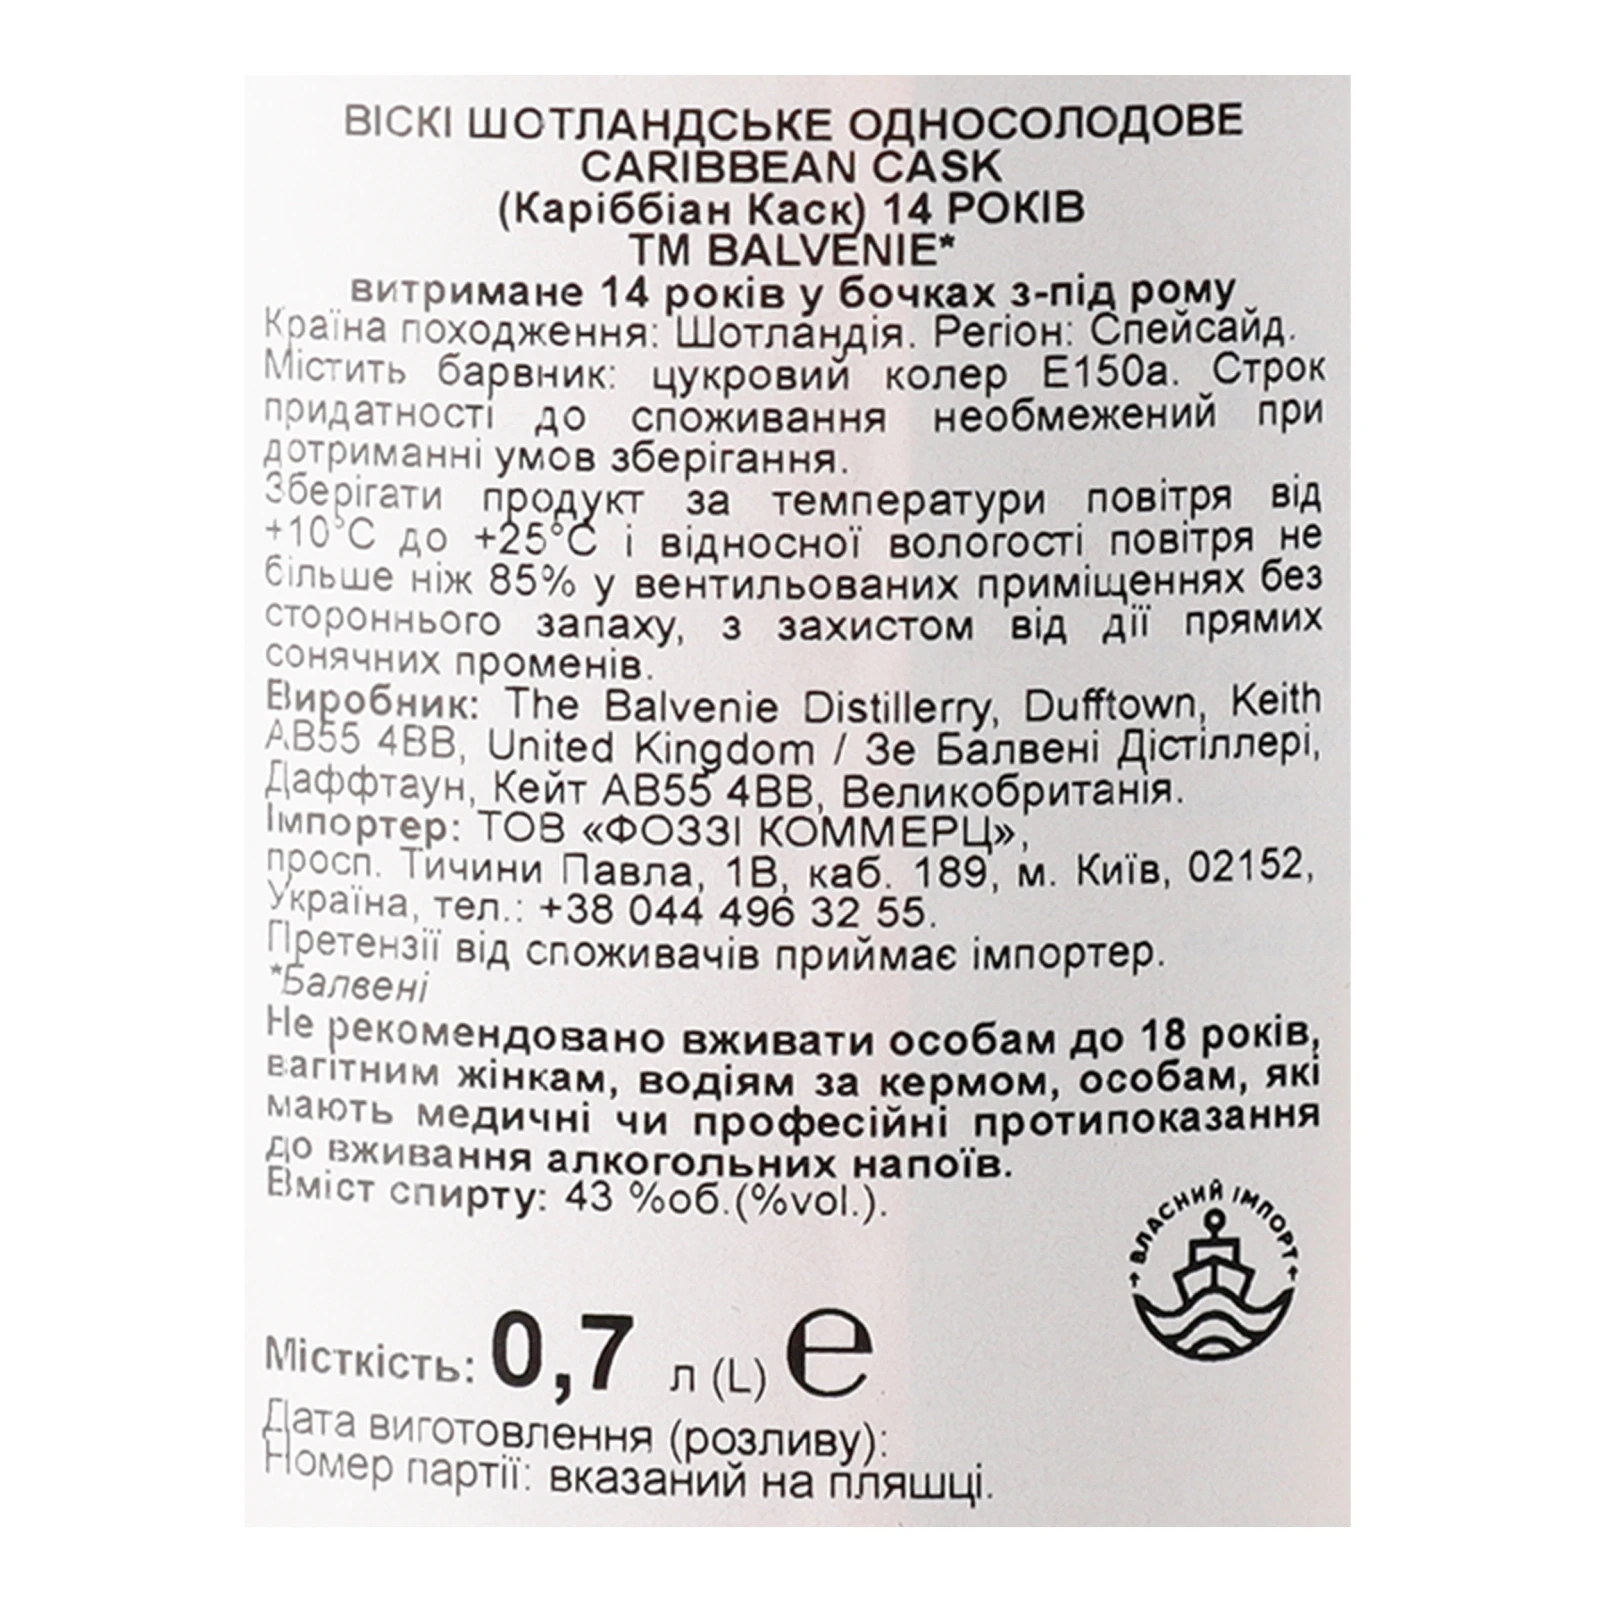 ВІСКІ ШОТЛАНДСЬКЕ ОДНОСОЛОДОВЕ
CARIBBEAN CASK
(Каріббіан Каск) 14 РОКІВ
ТМ BALVENIE*
витримане 14 років у бочках з-під рому
Країна походження: Шотландія. Регіон: Спейсайд.
Містить барвник: цукровий колер Е150а. Строк
придатності до споживання необмежений при
дотриманні умов зберігання.
Зберігати продукт за температури повітря від
+10°С до +25°С і відносної вологості повітря не
більше ніж 85% у вентильованих приміщеннях без
стороннього запаху, з захистом від дії прямих
сонячних променів.
Виробник: The Balvenie Distillerry, Dufftown, Keith
AB55 4BB, United Kingdom / Зе Балвені Дістіллері,
Даффтаун, Кейт АВ55 4ВВ, Великобританія.
Імпортер: ТОВ «ФОЗЗІ КОММЕРЦ»,
просп. Тичини Павла, 1В, каб. 189, м. Київ, 02152,
Україна, тел.: +38 044 496 32 55.
Претензії від споживачів приймає імпортер.
*Балвені
Не рекомендовано вживати особам до 18 років,
вагітним жінкам, водіям за кермом, особам, які
мають медичні чи професійні протипоказання
до вживання алкогольних напоїв.
Вміст спирту: 43 %об.(%vol.).
ВЛАСНИЙ ІМПОРТ
Місткість: 0,7 л (L) e
Дата виготовлення (розливу):
Номер партії: вказаний на пляшці.